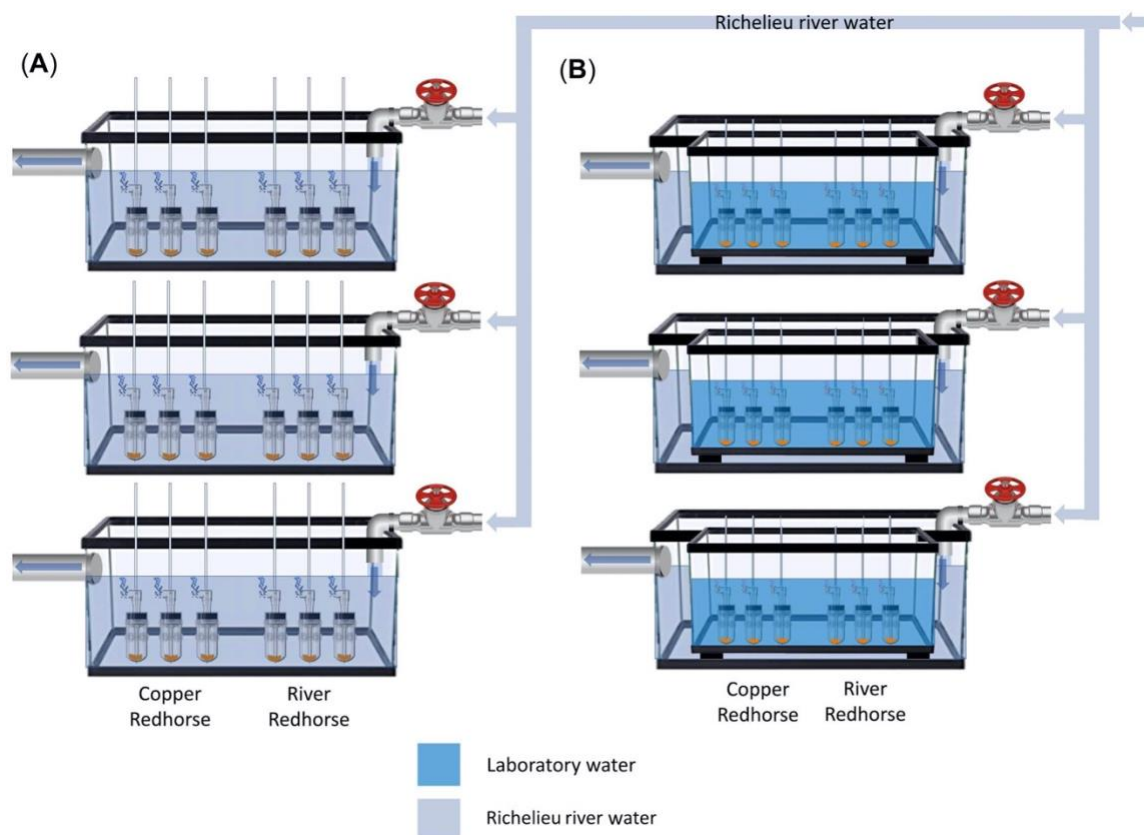 Richelieu river water
(A)
(B)
Copper
Redhorse
River
Redhorse
Copper
Redhorse
River
Redhorse
Laboratory water
Richelieu river water